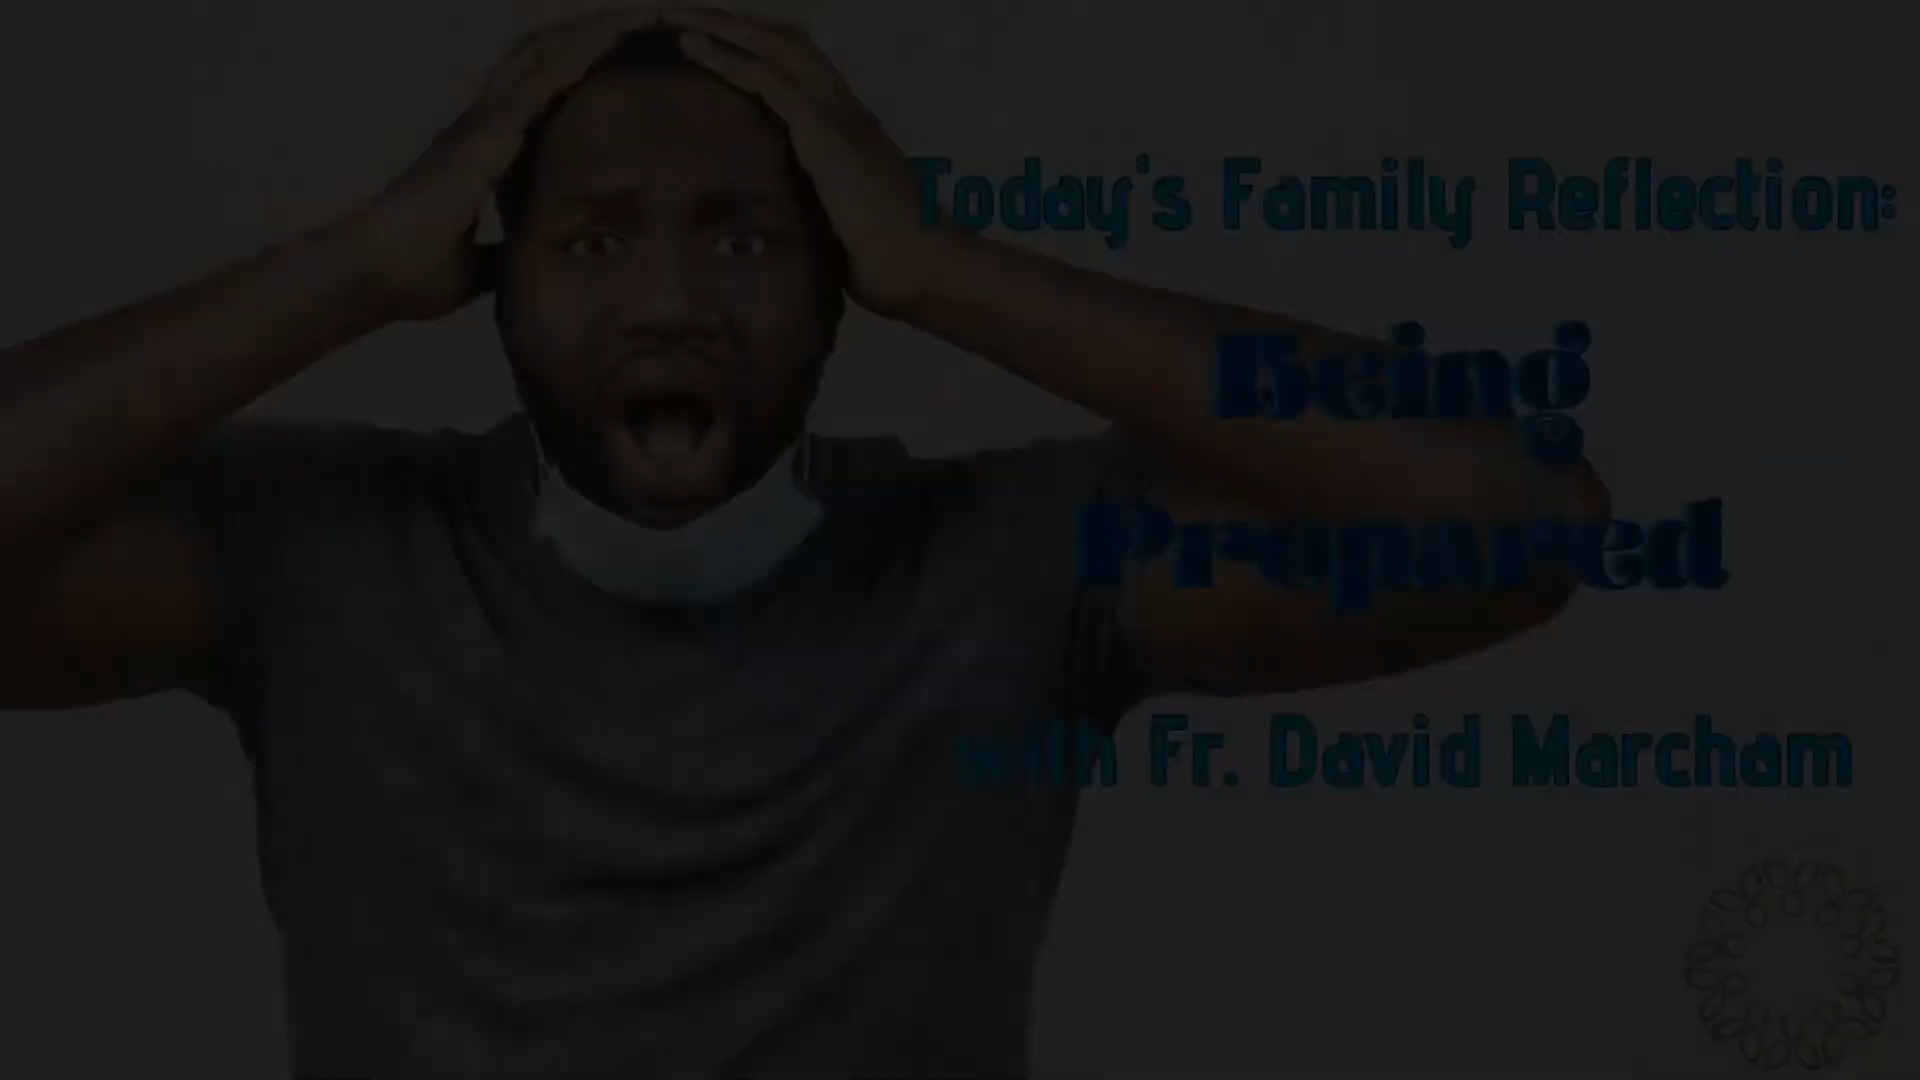 Today's Family Reflection:
Being
Prepared
with Fr. David Marcham